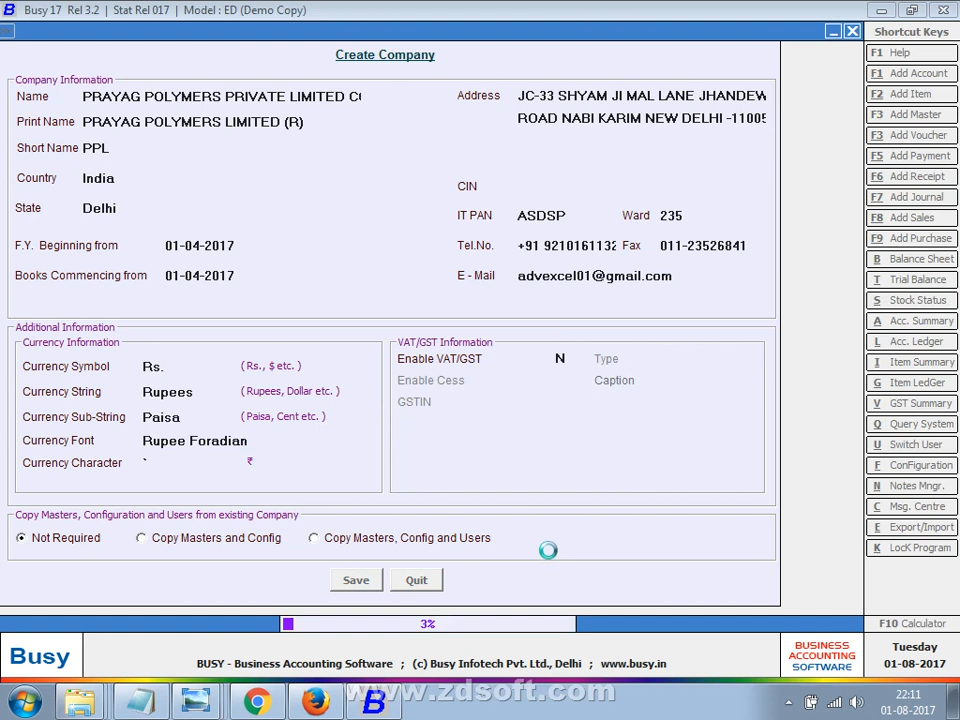 Busy 17 Rel 3.2 | Stat Rel 017 | Model : ED (Demo Copy)
Create Company
Company Information
Name PRAYAG POLYMERS PRIVATE LIMITED
Print Name PRAYAG POLYMERS LIMITED (R)
Short Name PPL
Country India
State Delhi
F.Y. Beginning from 01-04-2017
Books Commencing from 01-04-2017
Address JC-33 SHYAM JI MAL LANE JHANDEW
ROAD NABI KARIM NEW DELHI -11005
CIN
IT PAN ASDSP Ward 235
Tel.No. +91 9210161132 Fax 011-23526841
E - Mail advexcel01@gmail.com
Additional Information
Currency Information
Currency Symbol Rs. (Rs., $ etc. )
Currency String Rupees (Rupees, Dollar etc. )
Currency Sub-String Paisa (Paisa, Cent etc. )
Currency Font Rupee Foradian
Currency Character ` ₹
VAT/GST Information
Enable VAT/GST N Type
Enable Cess Caption
GSTIN
Copy Masters, Configuration and Users from existing Company
Not Required Copy Masters and Config Copy Masters, Config and Users
Save Quit
3%
Shortcut Keys
F1 Help
F1 Add Account
F2 Add Item
F3 Add Master
F3 Add Voucher
F5 Add Payment
F6 Add Receipt
F7 Add Journal
F8 Add Sales
F9 Add Purchase
B Balance Sheet
T Trial Balance
S Stock Status
A Acc. Summary
L Acc. Ledger
I Item Summary
G Item LedGer
V GST Summary
Q Query System
U Switch User
F ConFiguration
N Notes Mngr.
C Msg. Centre
E Export/Import
K LocK Program
F10 Calculator
Busy
BUSY - Business Accounting Software ; (c) Busy Infotech Pvt. Ltd., Delhi ; www.busy.in
BUSINESS
ACCOUNTING
SOFTWARE
Tuesday
01-08-2017
www.zdsoft.com
22:11
01-08-2017